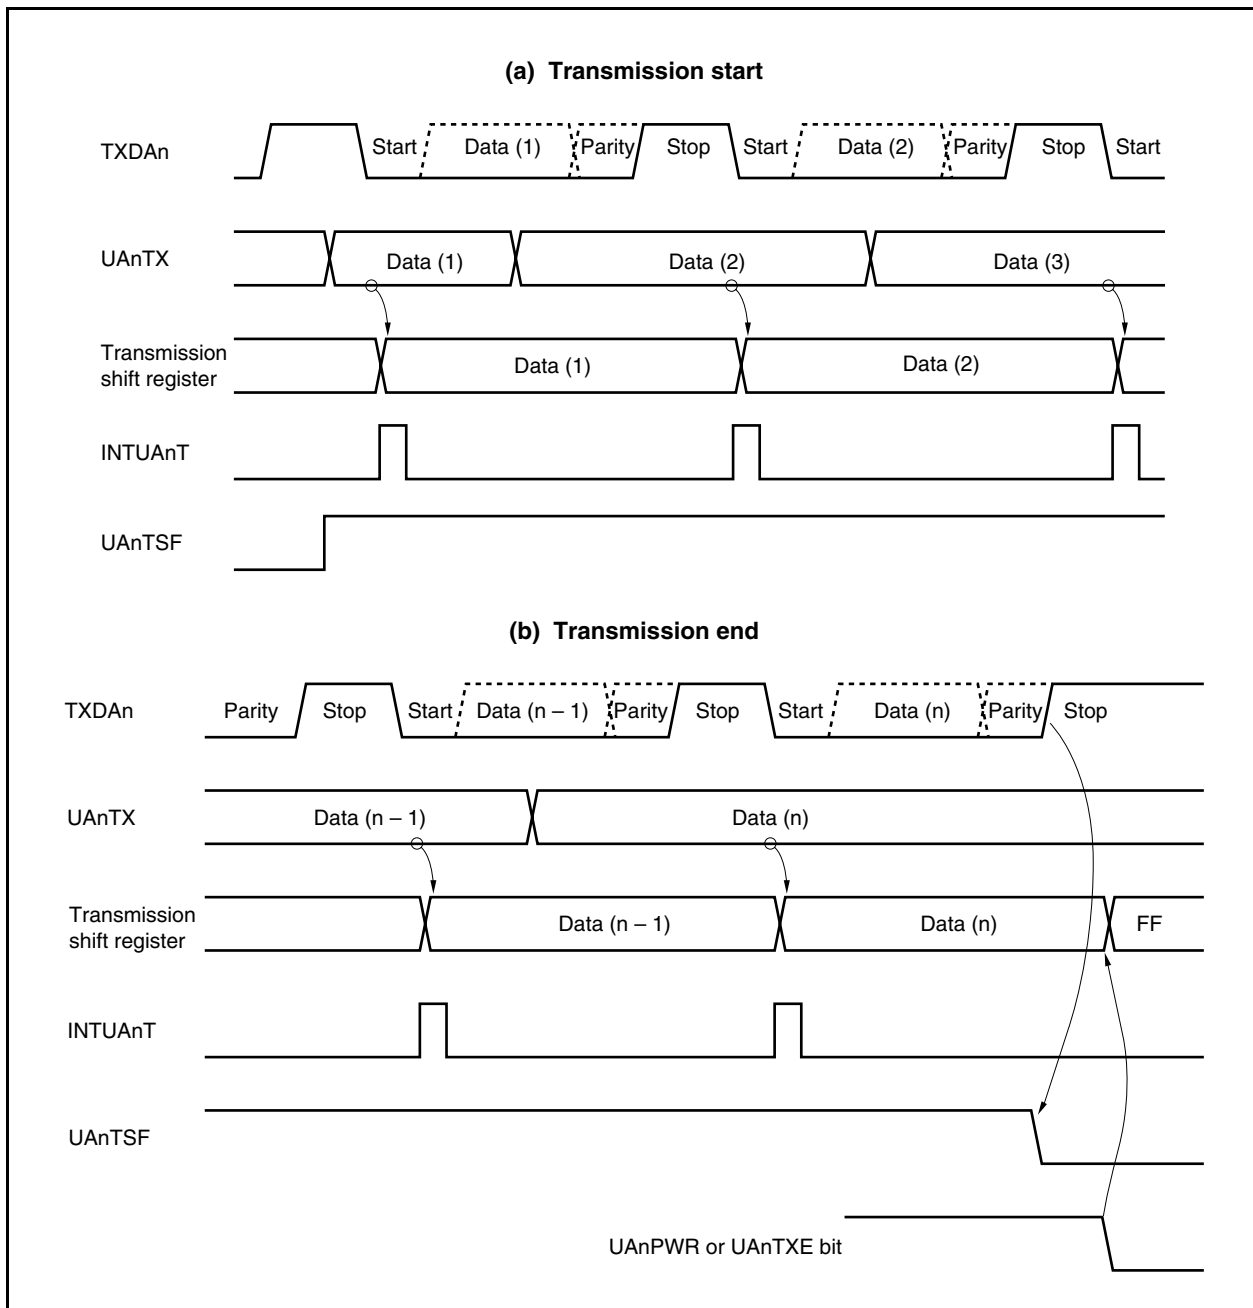 (a) Transmission start
TXDAn
Start Data (1) Parity Stop Start Data (2) Parity Stop Start
UAnTX
Data (1) Data (2) Data (3)
Transmission
shift register
Data (1) Data (2)
INTUAnT
UAnTSF
(b) Transmission end
TXDAn
Parity Stop Start Data (n – 1) Parity Stop Start Data (n) Parity Stop
UAnTX
Data (n – 1) Data (n)
Transmission
shift register
Data (n – 1) Data (n) FF
INTUAnT
UAnTSF
UAnPWR or UAnTXE bit